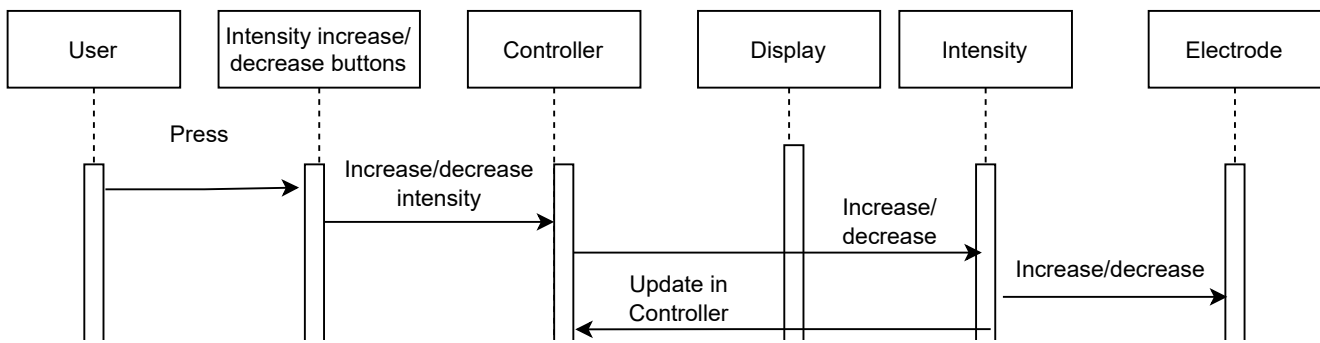 User
Intensity increase/
decrease buttons
Controller
Display
Intensity
Electrode
Press
Increase/decrease
intensity
Increase/
decrease
Increase/decrease
Update in
Controller